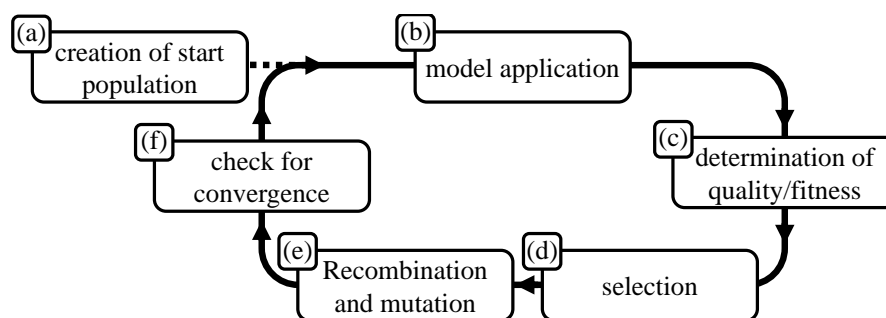 (a)
creation of start
population
(b)
model application
(c)
determination of
quality/fitness
(d)
selection
(e)
Recombination
and mutation
(f)
check for
convergence